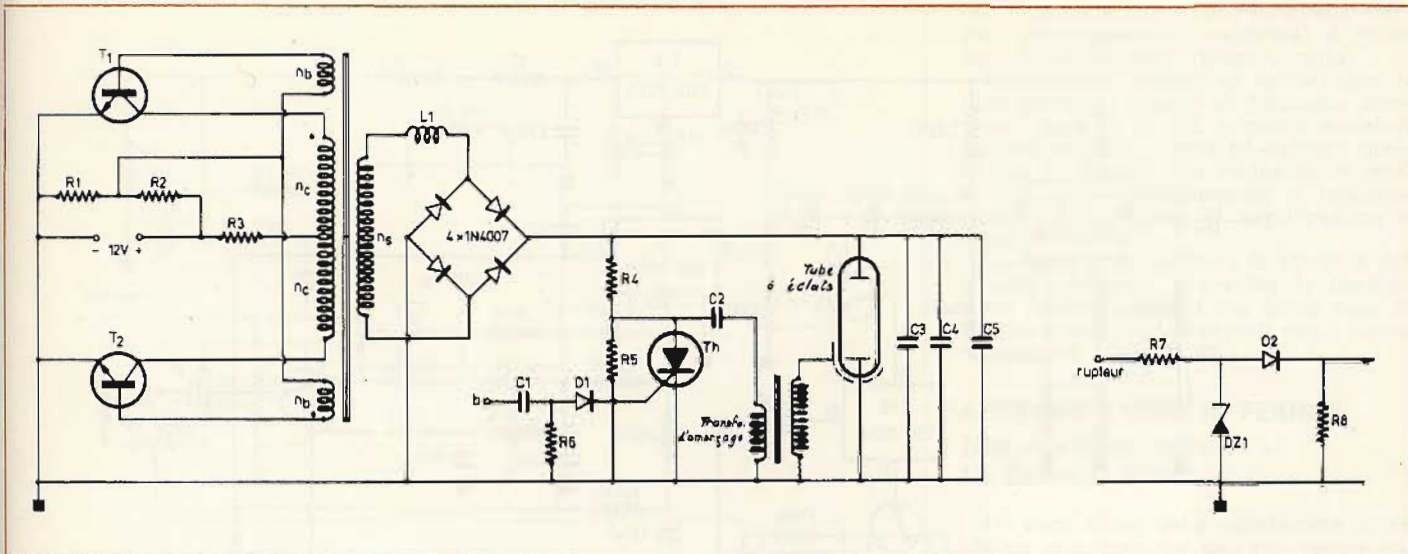 T1
nb
L1
nc
R1
R2
R3
ns
4 x 1N4007
- 12V +
nc
T2
nb
R4
C2
Tube
à éclats
R5
Th
C3
C4
C5
b
C1
D1
R6
Transfo.
d'amorçage
rupteur
R7
D2
DZ1
R8